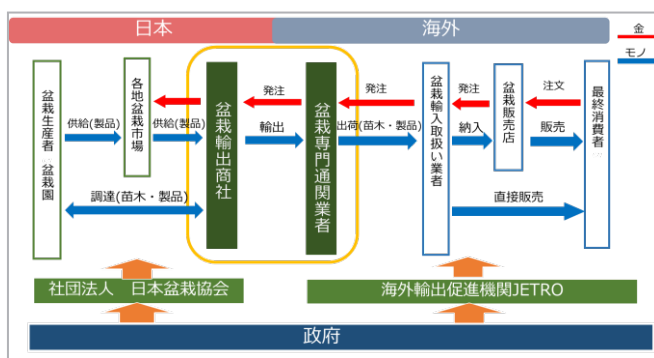 日本
海外
金
モノ
盆栽生産者・盆栽園
供給(製品)
各地盆栽市場
供給(製品)
調達(苗木・製品)
盆栽輸出商社
発注
輸出
盆栽専門通関業者
発注
出荷(苗木・製品)
盆栽輸入取扱い業者
発注
納入
盆栽販売店
注文
販売
直接販売
最終消費者
社団法人　日本盆栽協会
海外輸出促進機関JETRO
政府